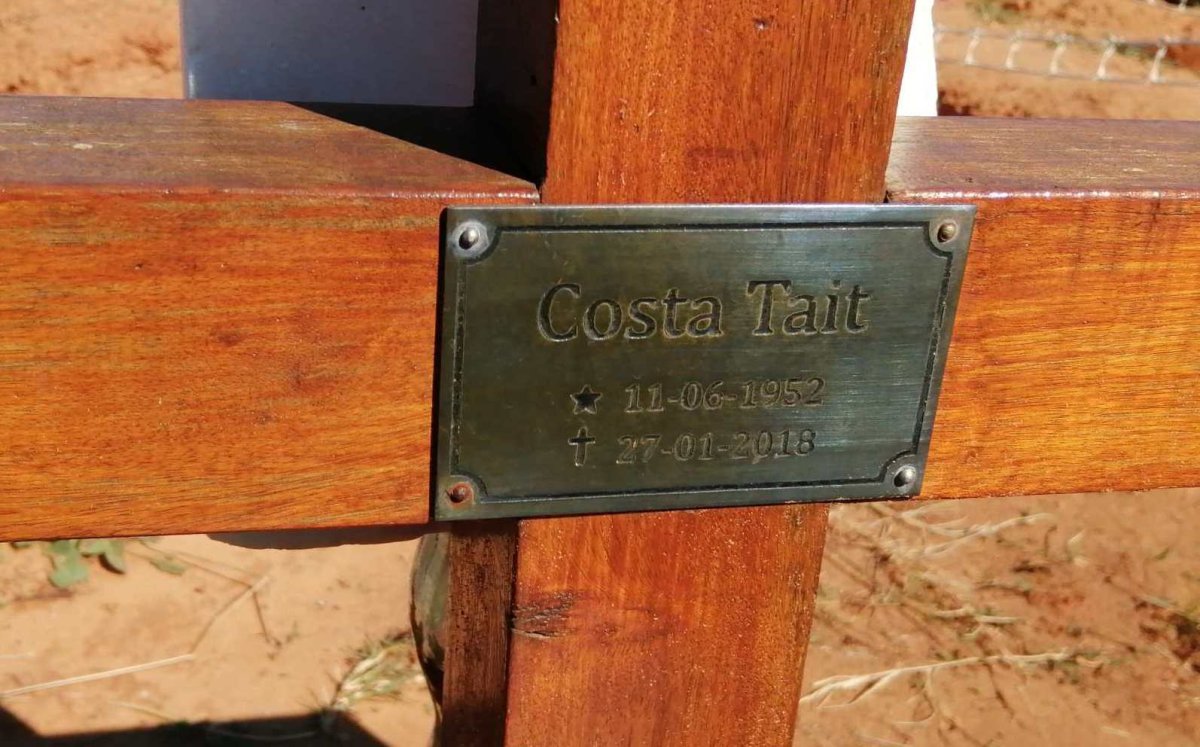 Costa Tait
★ 11-06-1952
✝ 27-01-2018